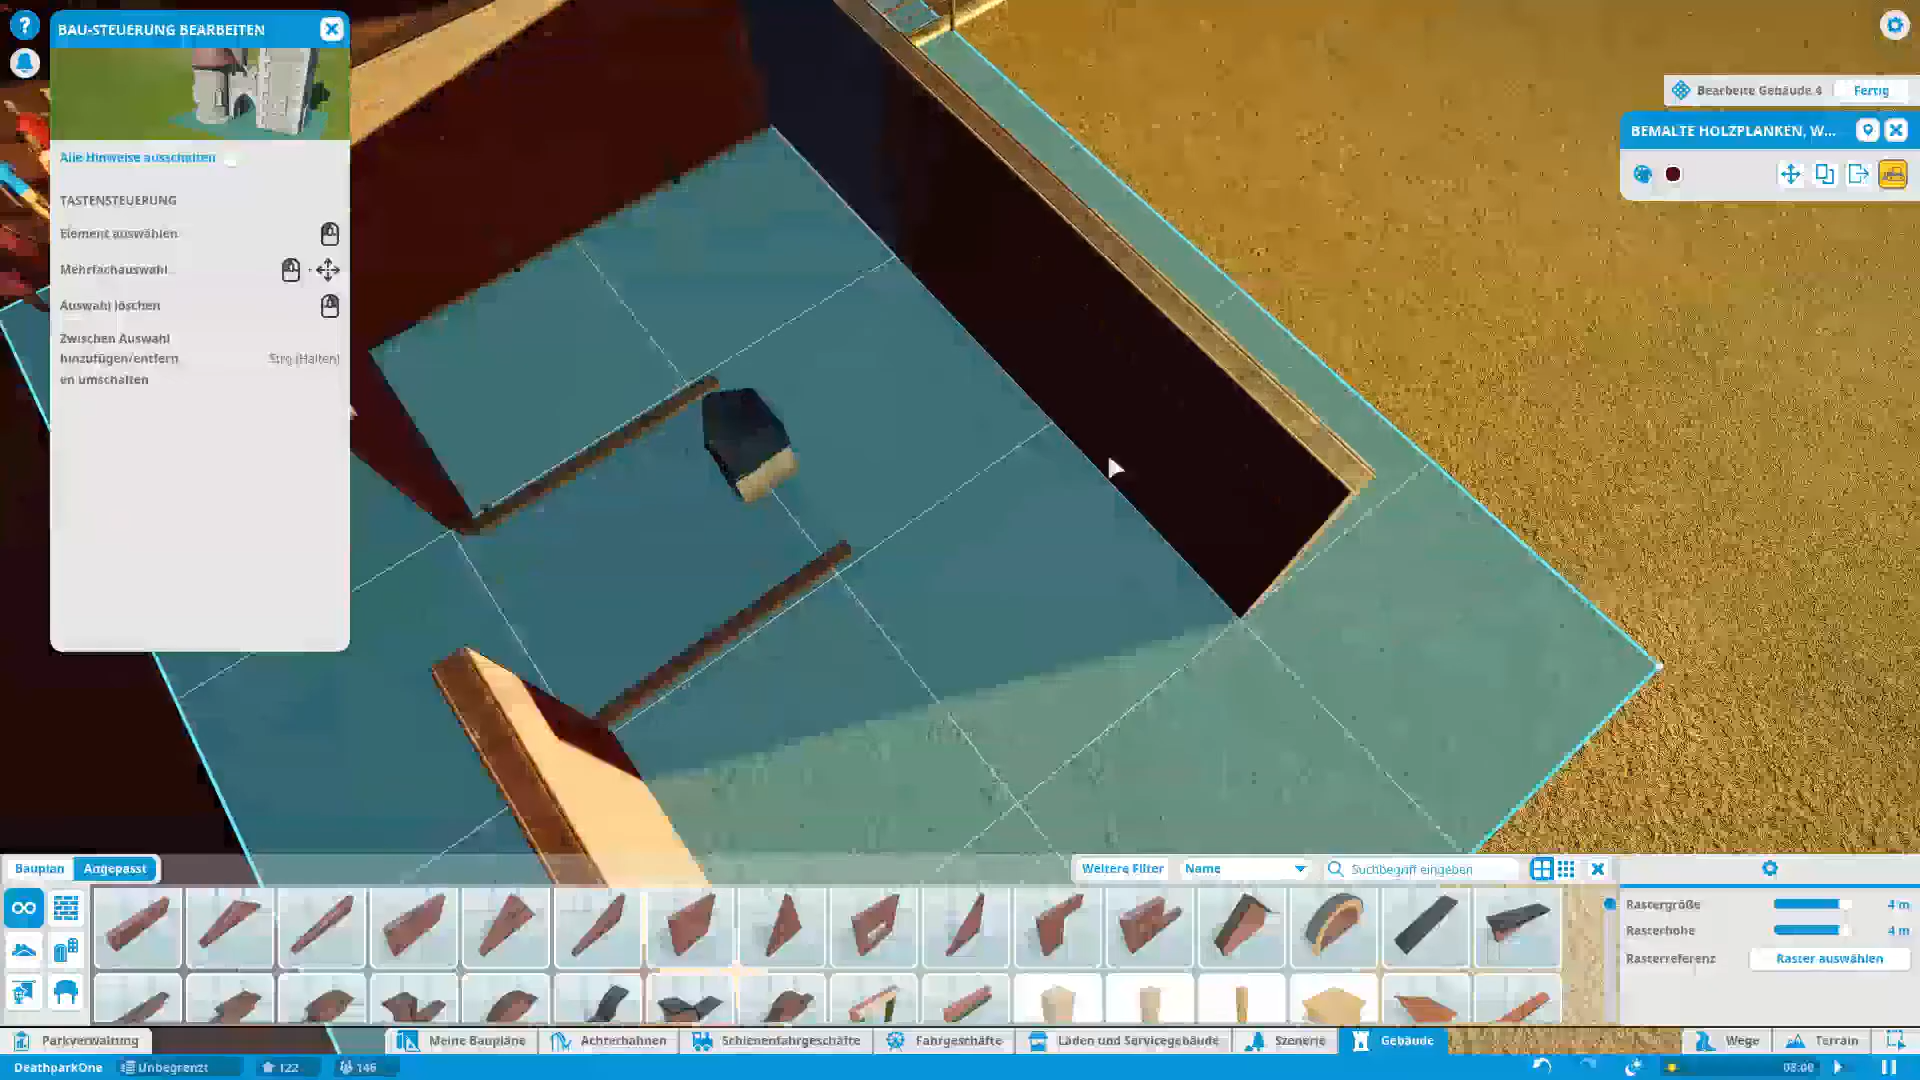 BAU-STEUERUNG BEARBEITEN
Alle Hinweise ausschalten
TASTENSTEUERUNG
Element auswählen
Mehrfachauswahl
Auswahl löschen
Zwischen Auswahl
hinzufügen/entfern
en umschalten
Strg (Halten)
Bearbeite Gebäude 4
Fertig
BEMALTE HOLZPLANKEN, W...
Bauplan
Angepasst
Weitere Filter
Name
Suchbegriff eingeben
Rastergröße
4 m
Rasterhöhe
4 m
Rasterreferenz
Raster auswählen
Parkverwaltung
Meine Baupläne
Achterbahnen
Schienenfahrgeschäfte
Fahrgeschäfte
Läden und Servicegebäude
Szenerie
Gebäude
Wege
Terrain
DeathparkOne
Unbegrenzt
122
146
08:00